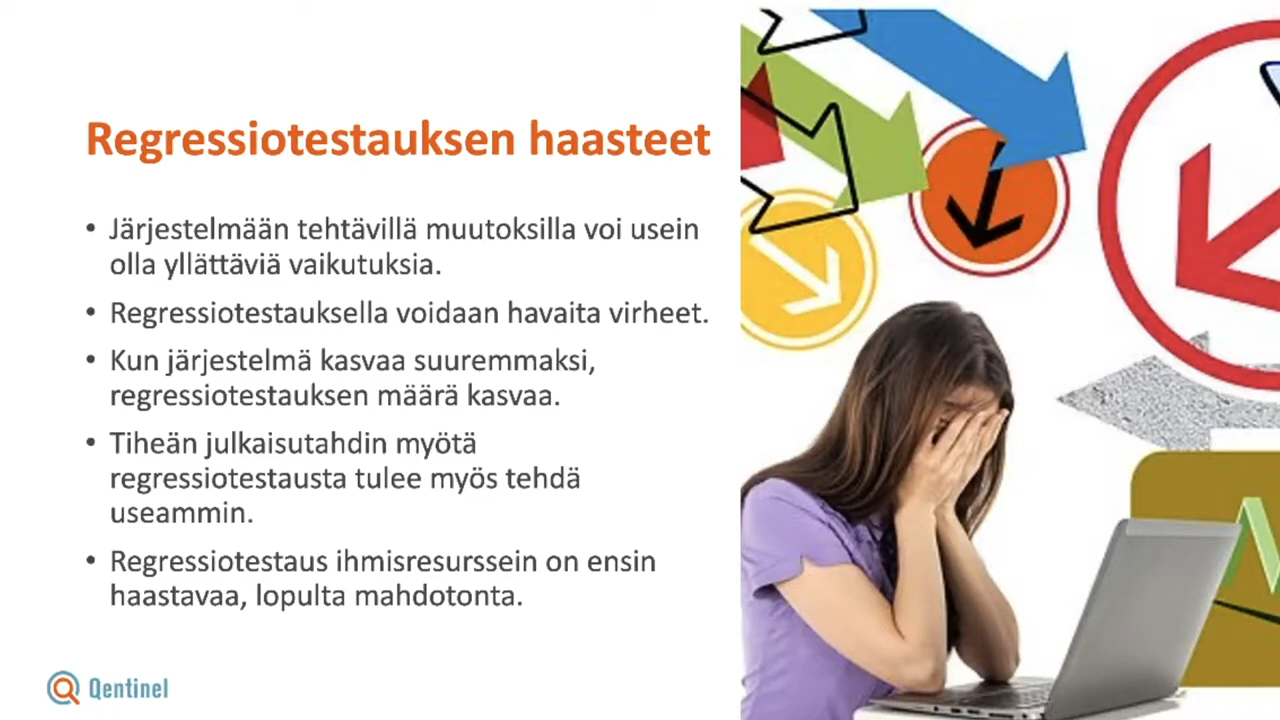 Regressiotestauksen haasteet
• Järjestelmään tehtävillä muutoksilla voi usein
olla yllättäviä vaikutuksia.
• Regressiotestauksella voidaan havaita virheet.
• Kun järjestelmä kasvaa suuremmaksi,
regressiotestauksen määrä kasvaa.
• Tiheän julkaisutahdin myötä
regressiotestausta tulee myös tehdä
useammin.
• Regressiotestaus ihmisresurssein on ensin
haastavaa, lopulta mahdotonta.
Qentinel